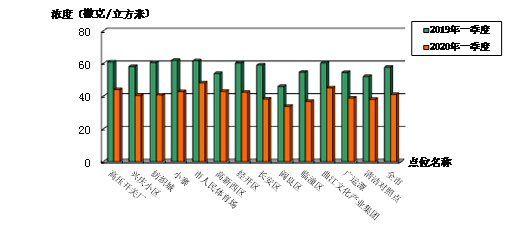 浓度（微克/立方米）
2019年一季度
2020年一季度
80
60
40
20
0
点位名称
高压开关厂
兴庆小区
纺织城
小寨
市人民体育场
高新西区
经开区
长安区
阎良区
临潼区
曲江文化产业集团
广运潭
清洁对照点
全市